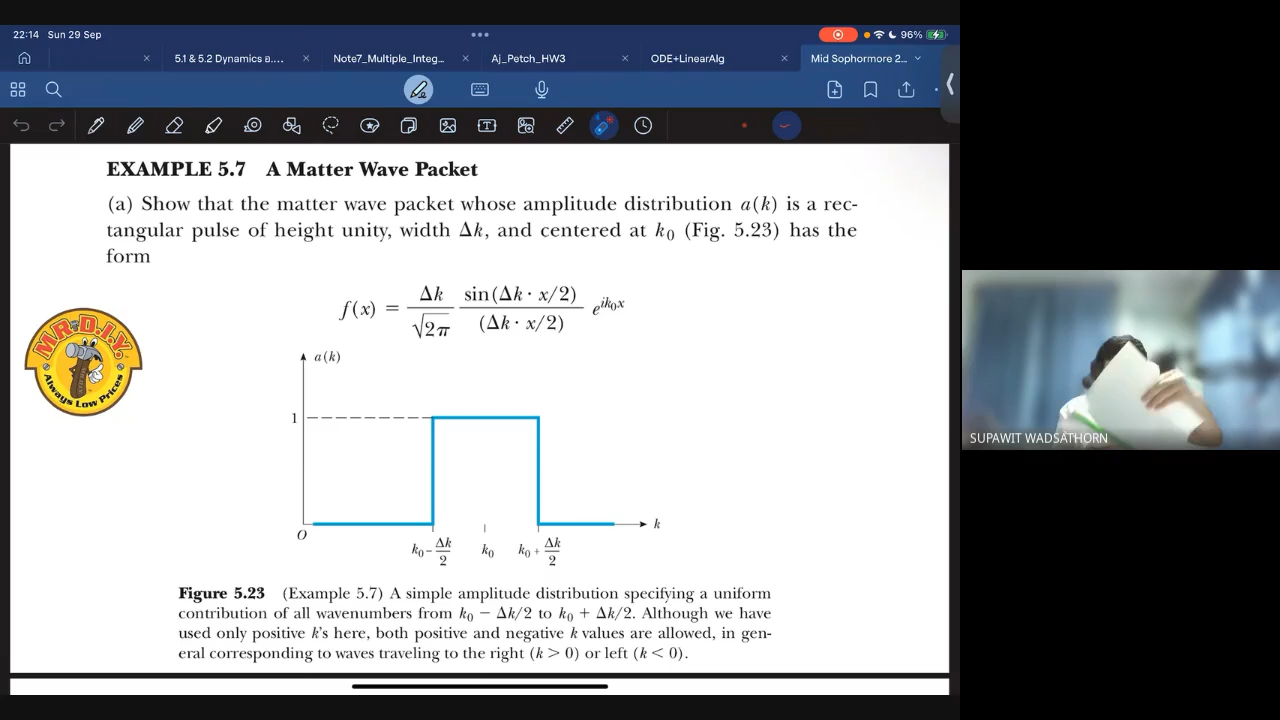 22:14 Sun 29 Sep
96%
5.1 & 5.2 Dynamics a....
Note7_Multiple_Integ...
Aj_Petch_HW3
ODE+LinearAlg
Mid Sophormore 2...
EXAMPLE 5.7 A Matter Wave Packet
(a) Show that the matter wave packet whose amplitude distribution a(k) is a rec-
tangular pulse of height unity, width Δk, and centered at k₀ (Fig. 5.23) has the
form
f(x) = Δk/√2π sin(Δk · x/2)/(Δk · x/2) e^{ik₀x}
MR.D.I.Y.
Always Low Prices
a(k)
1
O
k
k₀ – Δk/2 k₀ k₀ + Δk/2
Figure 5.23 (Example 5.7) A simple amplitude distribution specifying a uniform
contribution of all wavenumbers from k₀ − Δk/2 to k₀ + Δk/2. Although we have
used only positive k's here, both positive and negative k values are allowed, in gen-
eral corresponding to waves traveling to the right (k > 0) or left (k < 0).
SUPAWIT WADSATHORN